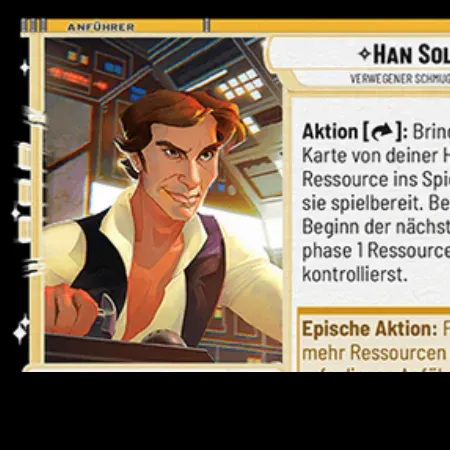 ANFÜHRER
HAN SOL
VERWEGENER SCHMUG
Aktion [↷]: Brin
Karte von deiner H
Ressource ins Spi
sie spielbereit. Be
Beginn der nächst
phase 1 Ressource
kontrollierst.
Epische Aktion: F
mehr Ressourcen